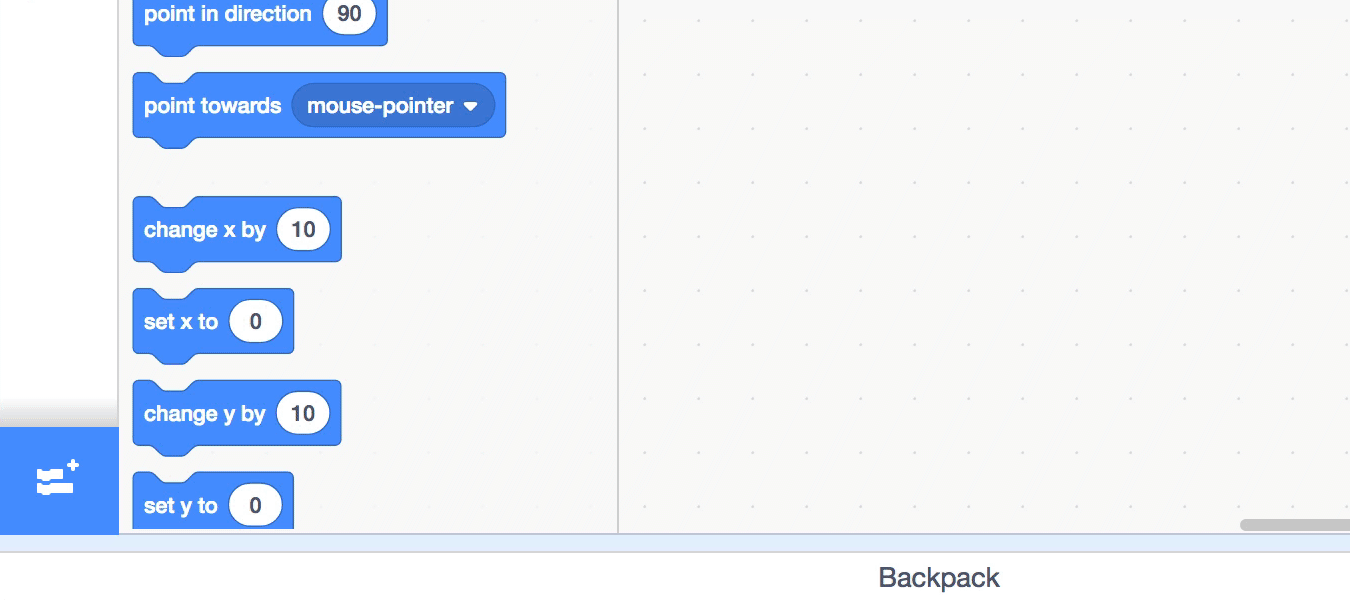 point in direction 90
point towards mouse-pointer
change x by 10
set x to 0
change y by 10
set y to 0
Backpack